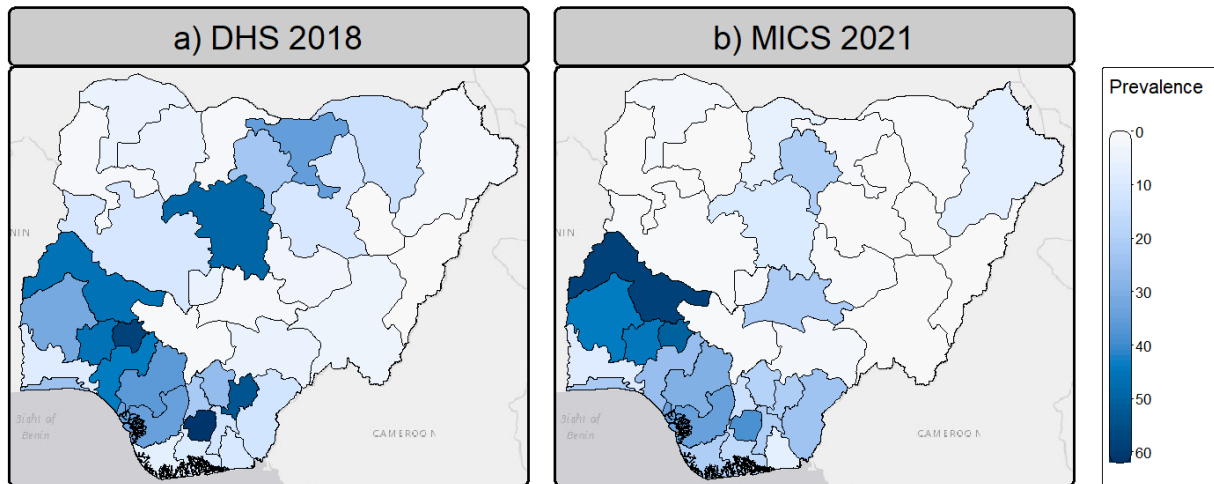 a) DHS 2018
b) MICS 2021
Prevalence
0
10
20
30
40
50
60
NIN
Bight of
Benin
CAMEROON
NIN
Bight of
Benin
CAMEROON